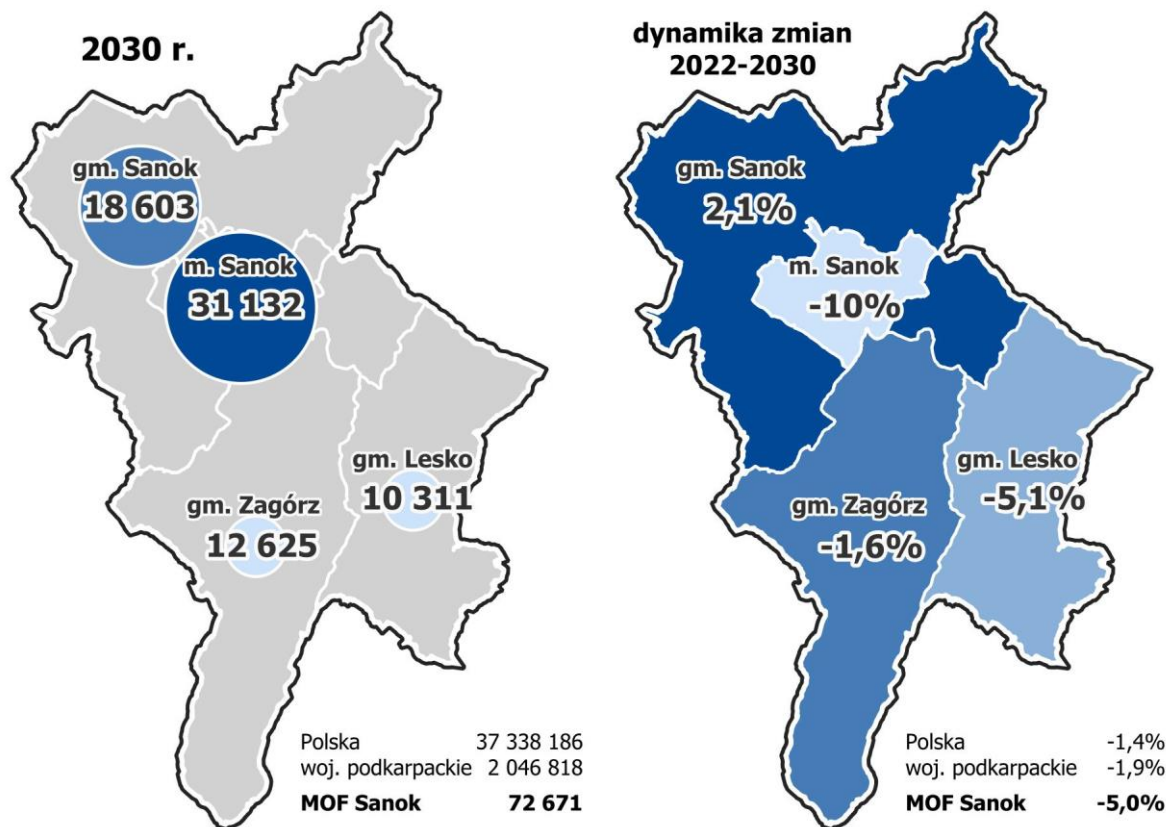 2030 r.
gm. Sanok
18 603
m. Sanok
31 132
gm. Lesko
10 311
gm. Zagórz
12 625
Polska 37 338 186
woj. podkarpackie 2 046 818
MOF Sanok 72 671
dynamika zmian
2022-2030
gm. Sanok
2,1%
m. Sanok
-10%
gm. Lesko
-5,1%
gm. Zagórz
-1,6%
Polska -1,4%
woj. podkarpackie -1,9%
MOF Sanok -5,0%